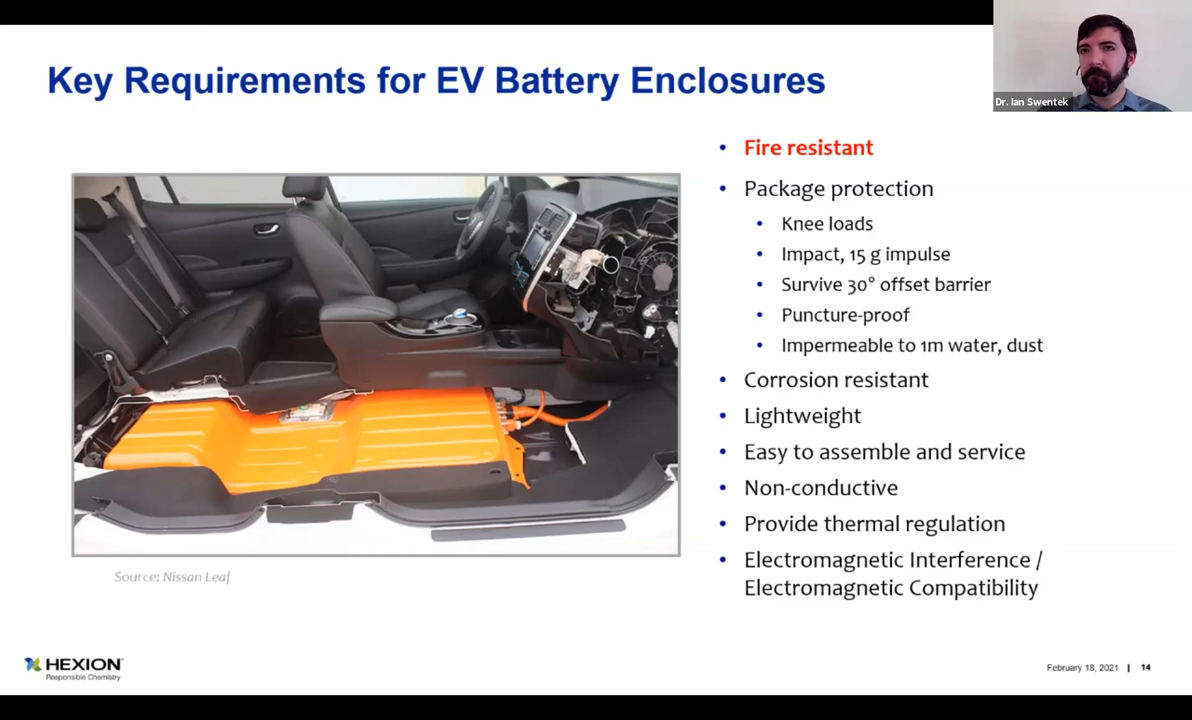 Key Requirements for EV Battery Enclosures
Dr. Ian Swentek
• Fire resistant
• Package protection
• Knee loads
• Impact, 15 g impulse
• Survive 30° offset barrier
• Puncture-proof
• Impermeable to 1m water, dust
• Corrosion resistant
• Lightweight
• Easy to assemble and service
• Non-conductive
• Provide thermal regulation
• Electromagnetic Interference /
Electromagnetic Compatibility
Source: Nissan Leaf
HEXION
Responsible Chemistry
February 18, 2021 | 14